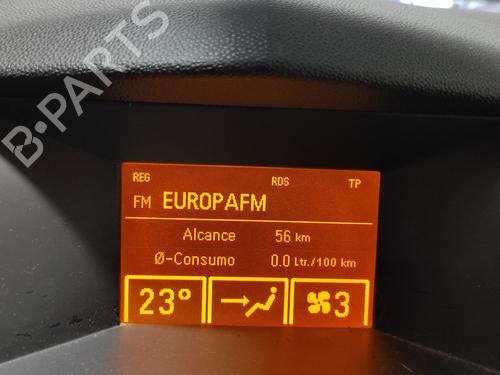 B-PARTS
REG RDS TP
FM EUROPAFM
Alcance 56 km
Ø-Consumo 0.0 Ltr./100 km
23° 3